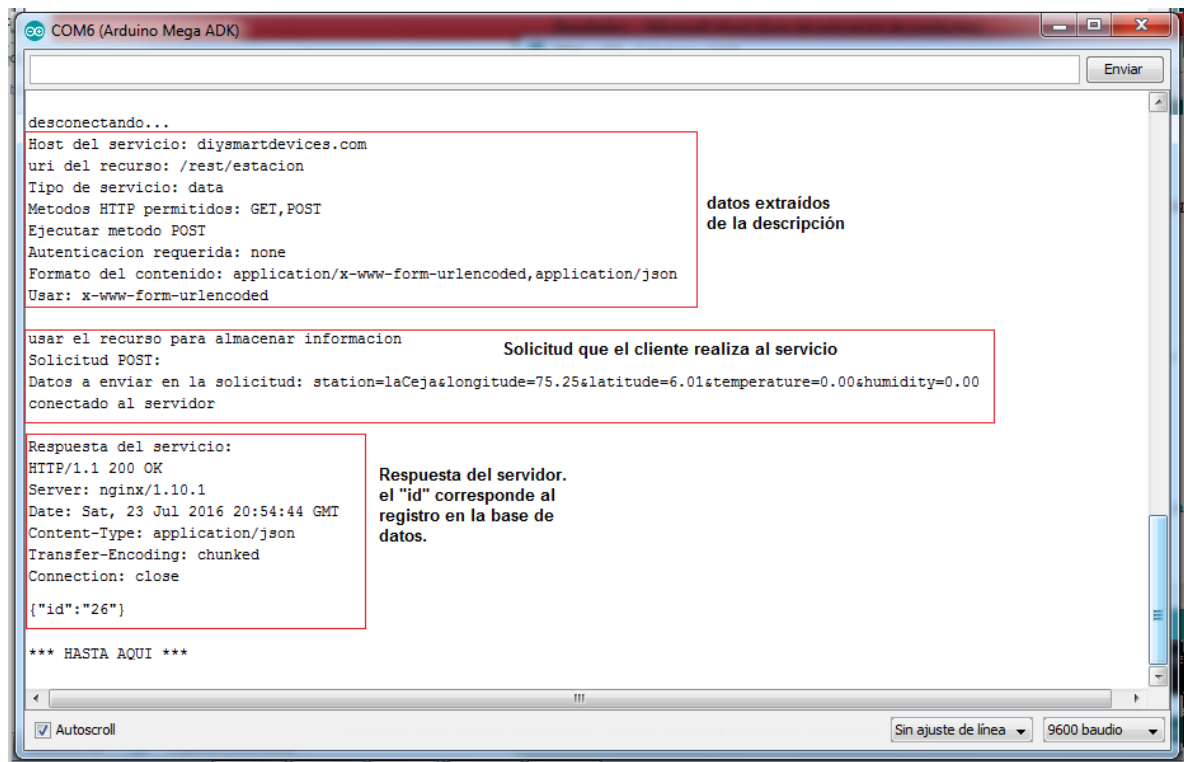 COM6 (Arduino Mega ADK)
Enviar
desconectando...
Host del servicio: diysmartdevices.com
uri del recurso: /rest/estacion
Tipo de servicio: data
Metodos HTTP permitidos: GET,POST
Ejecutar metodo POST
Autenticacion requerida: none
Formato del contenido: application/x-www-form-urlencoded,application/json
Usar: x-www-form-urlencoded
datos extraídos
de la descripción
usar el recurso para almacenar informacion
Solicitud que el cliente realiza al servicio
Solicitud POST:
Datos a enviar en la solicitud: station=laCeja&longitude=75.25&latitude=6.01&temperature=0.00&humidity=0.00
conectado al servidor
Respuesta del servicio:
HTTP/1.1 200 OK
Server: nginx/1.10.1
Date: Sat, 23 Jul 2016 20:54:44 GMT
Content-Type: application/json
Transfer-Encoding: chunked
Connection: close
{"id":"26"}
Respuesta del servidor.
el "id" corresponde al
registro en la base de
datos.
*** HASTA AQUI ***
Autoscroll
Sin ajuste de línea
9600 baudio